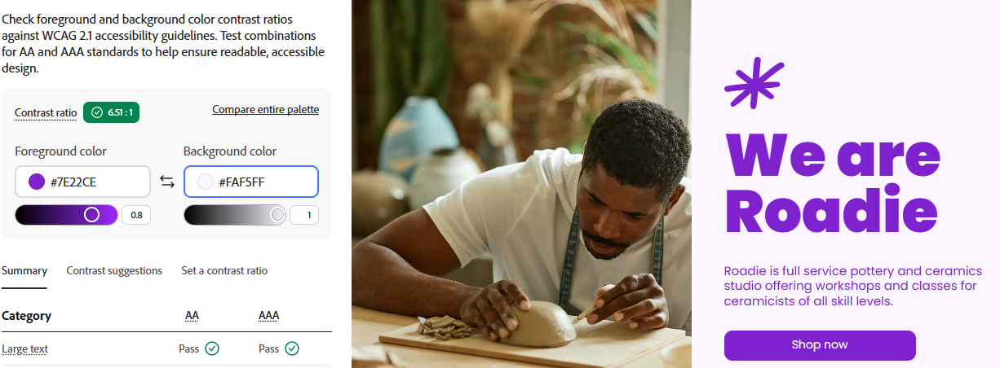 Check foreground and background color contrast ratios
against WCAG 2.1 accessibility guidelines. Test combinations
for AA and AAA standards to help ensure readable, accessible
design.
Contrast ratio
6.51 : 1
Compare entire palette
Foreground color
Background color
#7E22CE
#FAF5FF
0.8
1
Summary
Contrast suggestions
Set a contrast ratio
Category
AA
AAA
Large text
Pass
Pass
We are
Roadie
Roadie is full service pottery and ceramics
studio offering workshops and classes for
ceramicists of all skill levels.
Shop now